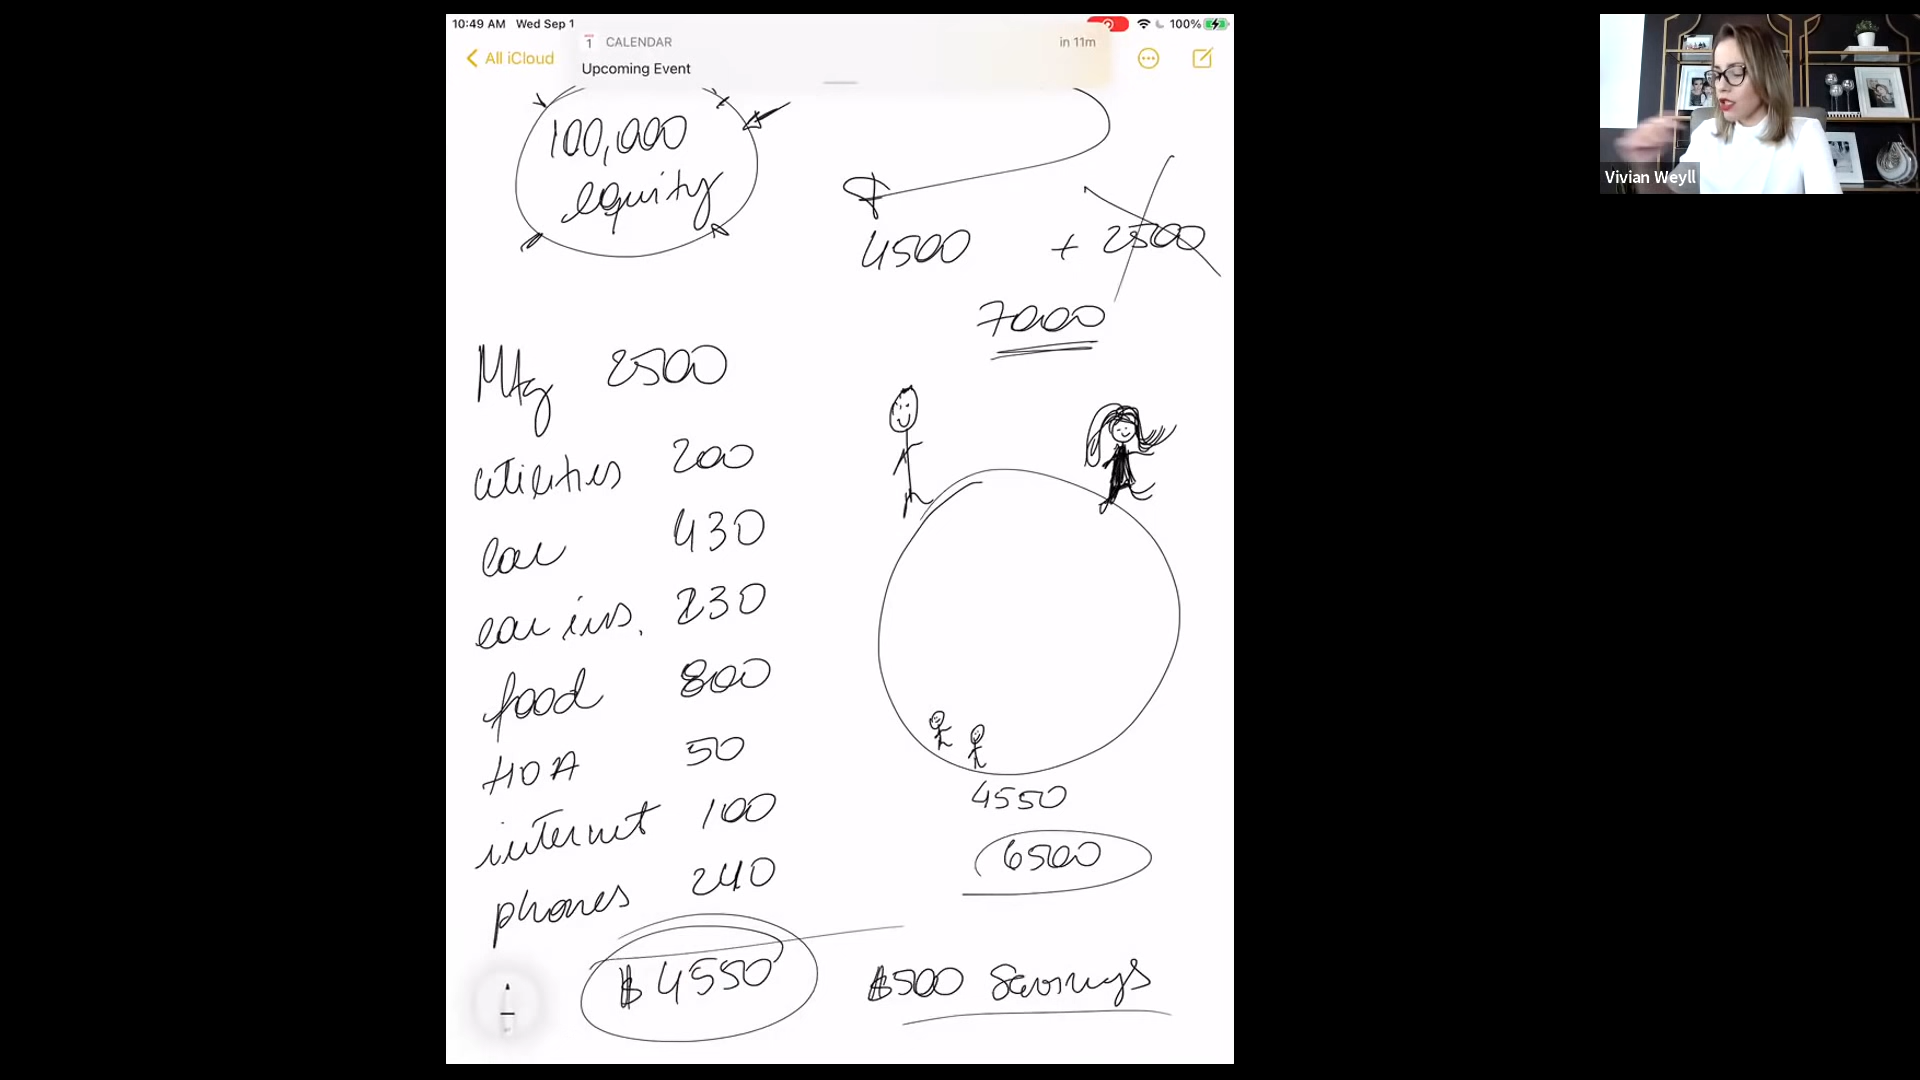 10:49 AM Wed Sep 1
100%
All iCloud
1 CALENDAR in 11m
Upcoming Event
Vivian Weyll
100,000
equity
4500 + 2500
7000
Mtg 2500
utilities 200
car 430
car ins. 230
food 800
HOA 50
internet 100
phones 240
$4550
4550
6500
$500 Savings